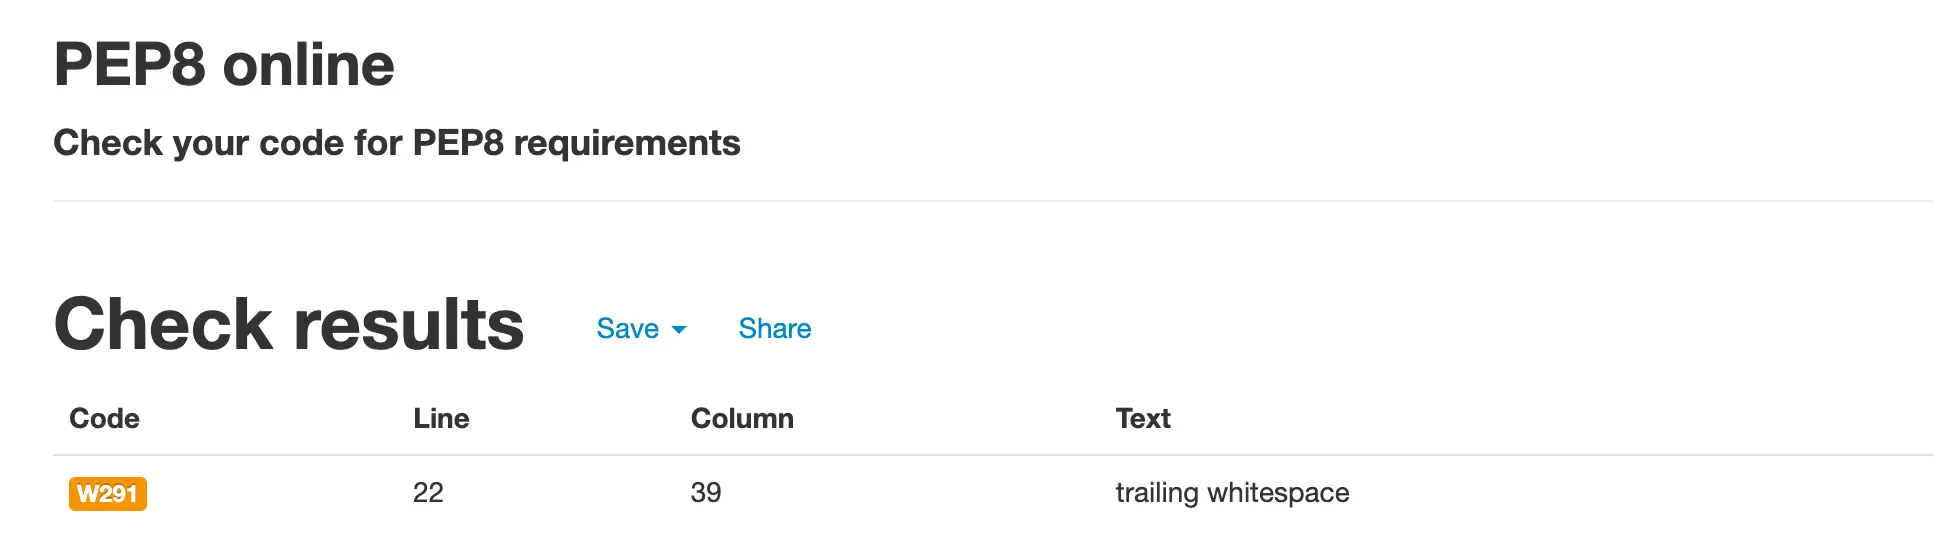 PEP8 online
Check your code for PEP8 requirements
Check results Save Share
Code Line Column Text
W291 22 39 trailing whitespace